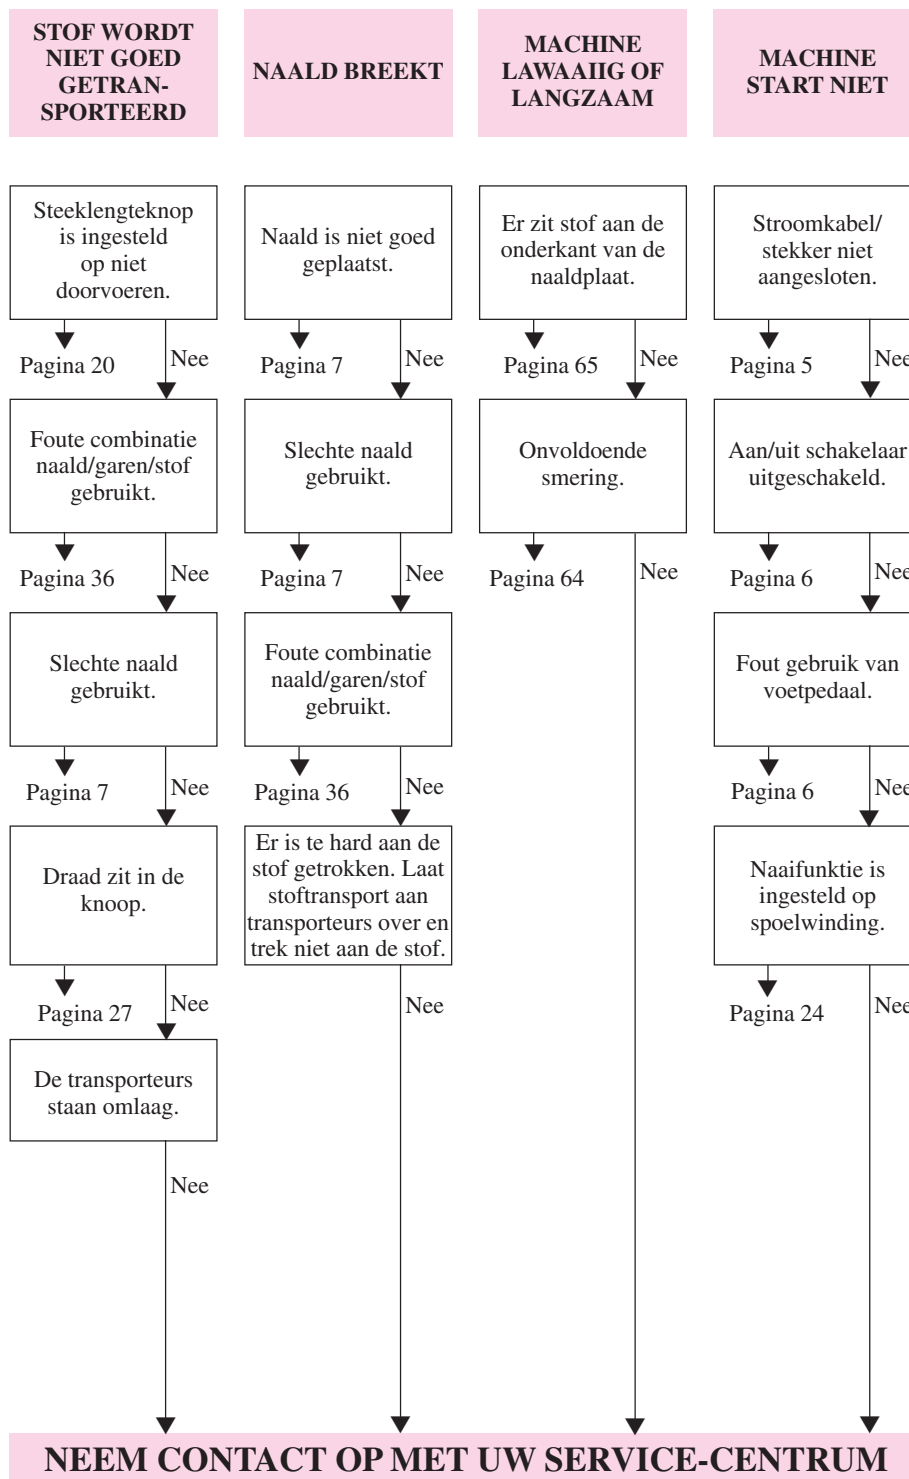 STOF WORDT
NIET GOED
GETRAN-
SPORTEERD
Steeklengteknop
is ingesteld
op niet
doorvoeren.
Pagina 20
Nee
Foute combinatie
naald/garen/stof
gebruikt.
Pagina 36
Nee
Slechte naald
gebruikt.
Pagina 7
Nee
Draad zit in de
knoop.
Pagina 27
Nee
De transporteurs
staan omlaag.
Nee
NAALD BREEKT
Naald is niet goed
geplaatst.
Pagina 7
Nee
Slechte naald
gebruikt.
Pagina 7
Nee
Foute combinatie
naald/garen/stof
gebruikt.
Pagina 36
Nee
Er is te hard aan de
stof getrokken. Laat
stoftransport aan
transporteurs over en
trek niet aan de stof.
Nee
MACHINE
LAWAAIIG OF
LANGZAAM
Er zit stof aan de
onderkant van de
naaldplaat.
Pagina 65
Nee
Onvoldoende
smering.
Pagina 64
Nee
MACHINE
START NIET
Stroomkabel/
stekker niet
aangesloten.
Pagina 5
Nee
Aan/uit schakelaar
uitgeschakeld.
Pagina 6
Nee
Fout gebruik van
voetpedaal.
Pagina 6
Nee
Naaifunktie is
ingesteld op
spoelwinding.
Pagina 24
Nee
NEEM CONTACT OP MET UW SERVICE-CENTRUM